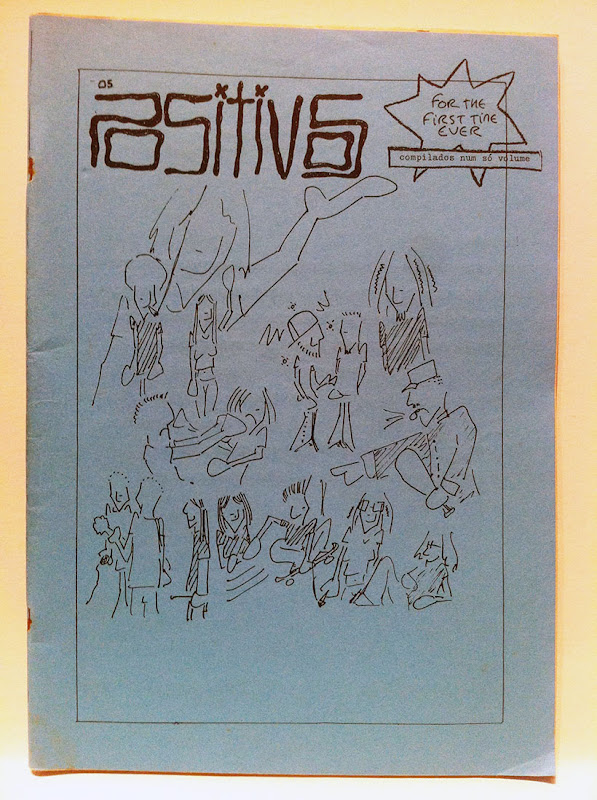 OS
POSITIVOS
FOR THE
FIRST TIME
EVER
compilados num só volume